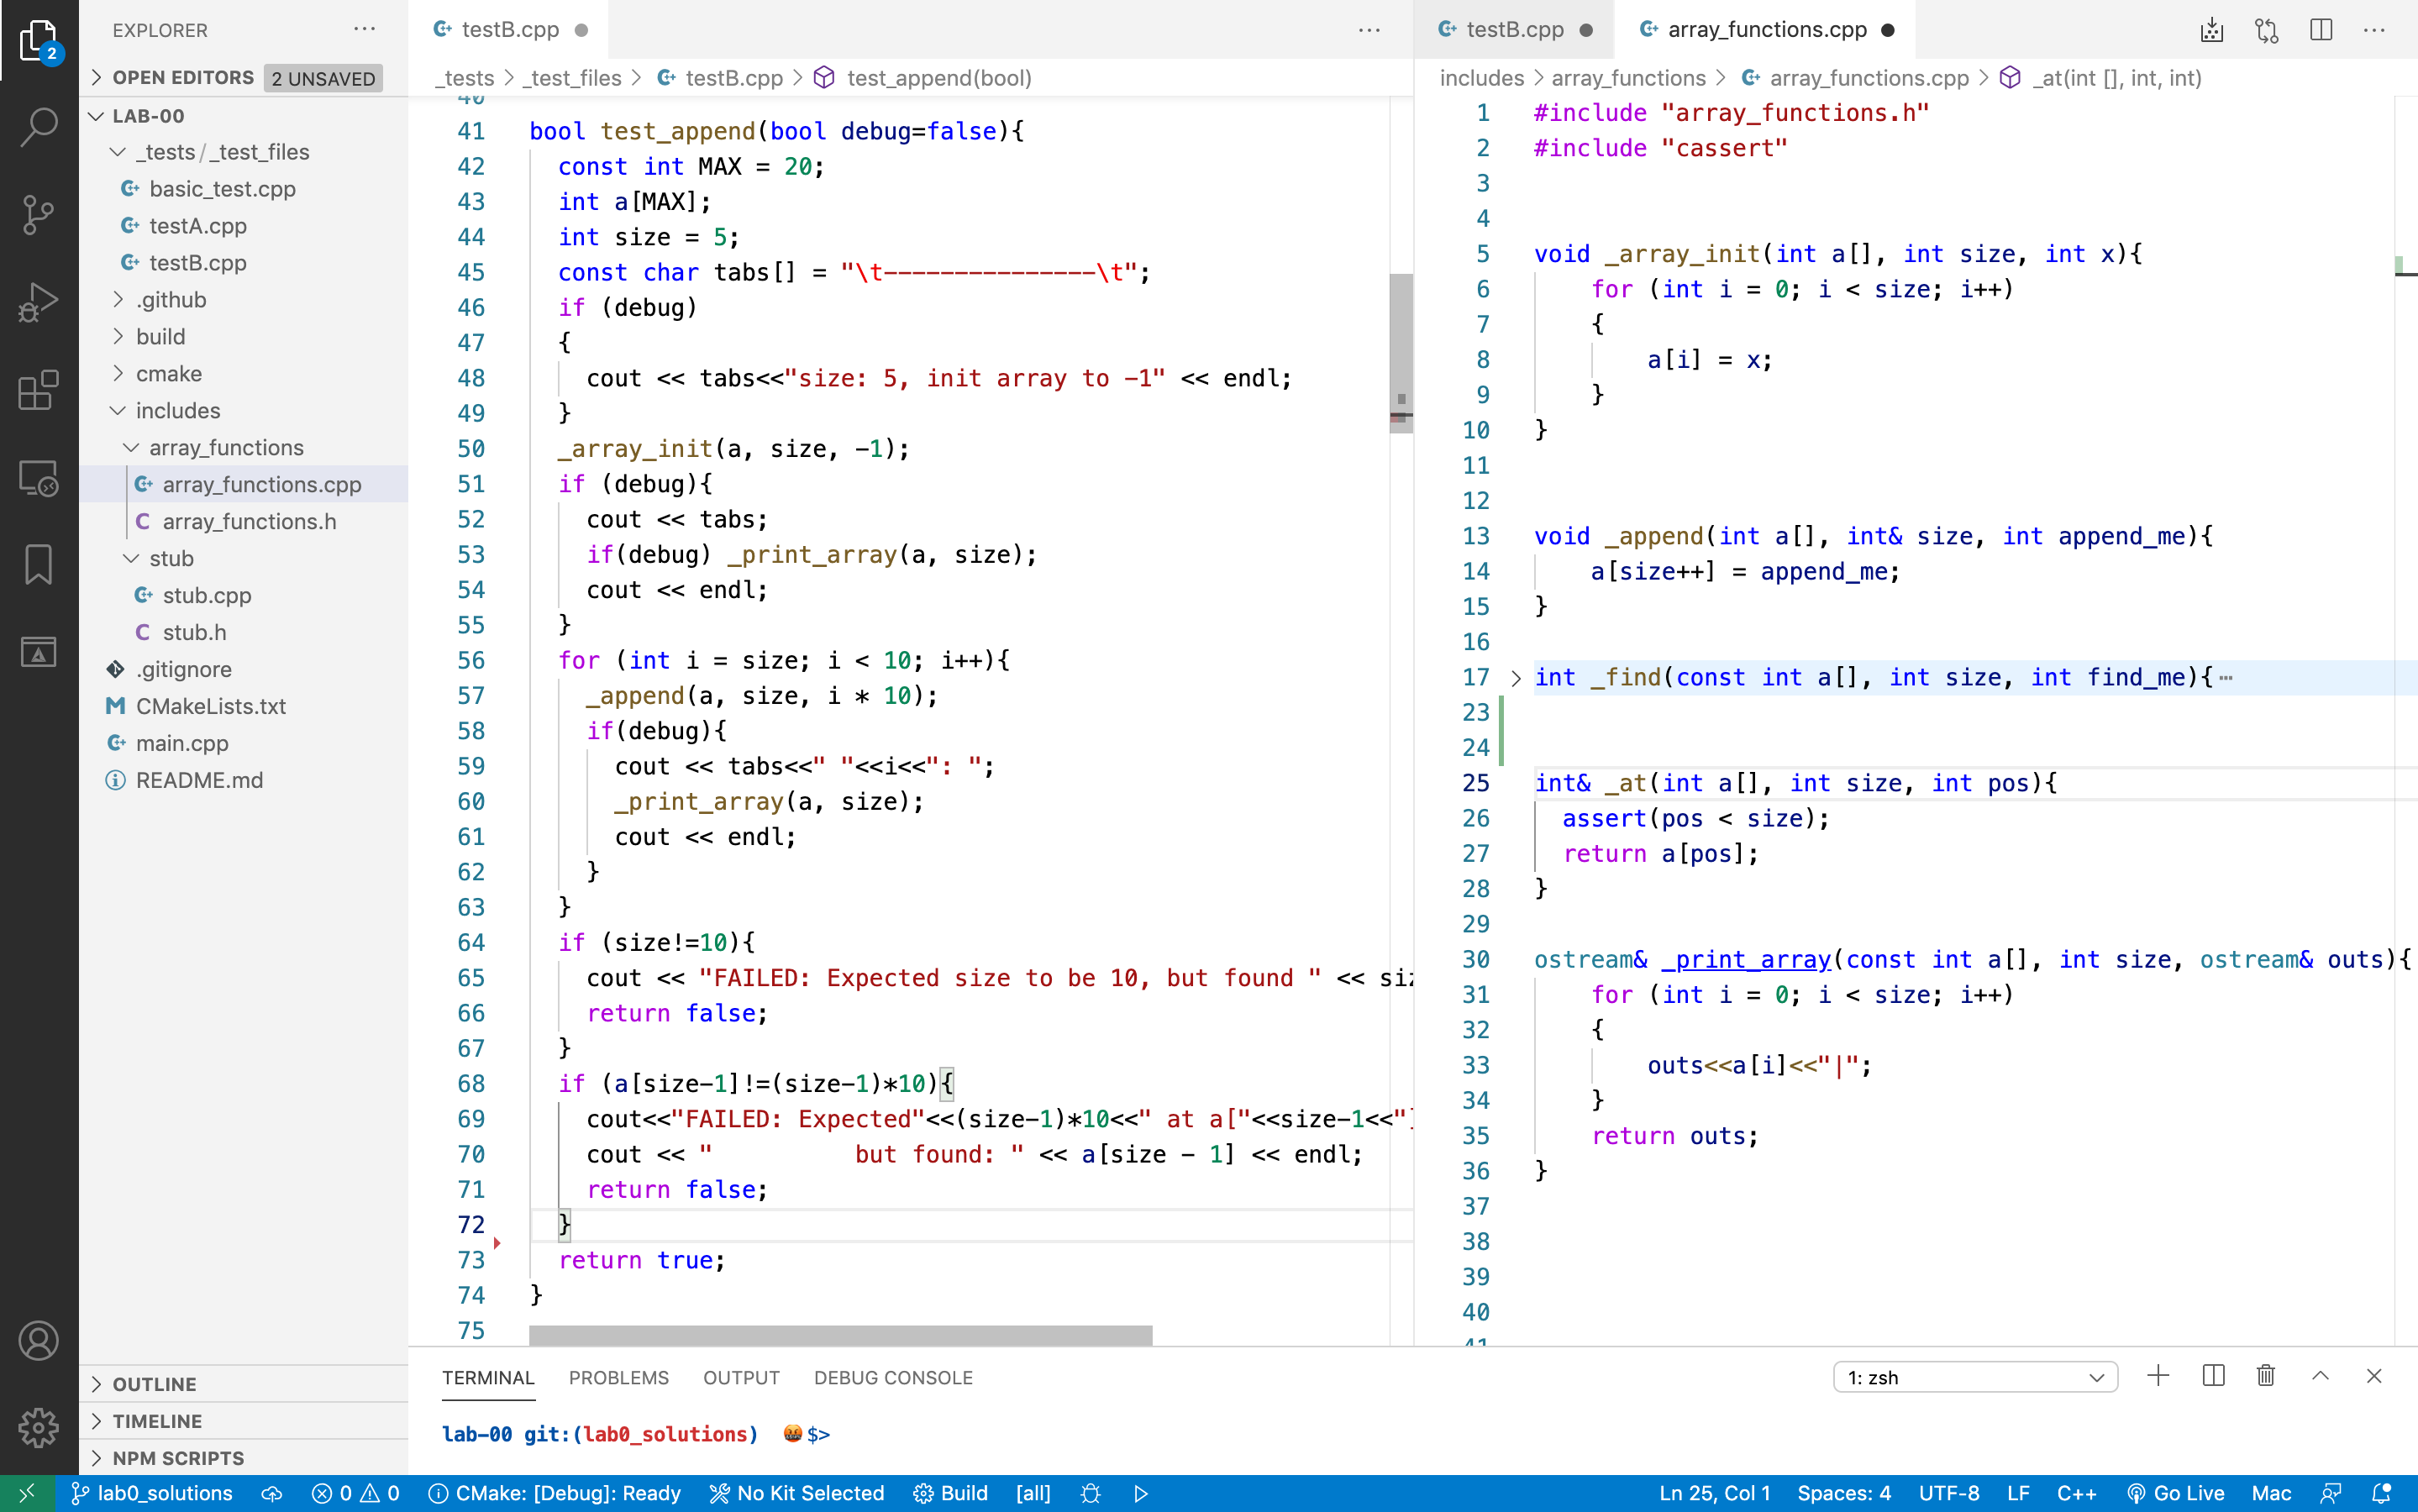 EXPLORER
OPEN EDITORS 2 UNSAVED
LAB-00
_tests / _test_files
basic_test.cpp
testA.cpp
testB.cpp
.github
build
cmake
includes
array_functions
array_functions.cpp
array_functions.h
stub
stub.cpp
stub.h
.gitignore
CMakeLists.txt
main.cpp
README.md
OUTLINE
TIMELINE
NPM SCRIPTS
2
testB.cpp
_tests > _test_files > testB.cpp > test_append(bool)
40
41 bool test_append(bool debug=false){
42 const int MAX = 20;
43 int a[MAX];
44 int size = 5;
45 const char tabs[] = "\t---------------\t";
46 if (debug)
47 {
48 cout << tabs<<"size: 5, init array to -1" << endl;
49 }
50 _array_init(a, size, -1);
51 if (debug){
52 cout << tabs;
53 if(debug) _print_array(a, size);
54 cout << endl;
55 }
56 for (int i = size; i < 10; i++){
57 _append(a, size, i * 10);
58 if(debug){
59 cout << tabs<<" "<<i<<": ";
60 _print_array(a, size);
61 cout << endl;
62 }
63 }
64 if (size!=10){
65 cout << "FAILED: Expected size to be 10, but found " << siz
66 return false;
67 }
68 if (a[size-1]!=(size-1)*10){
69 cout<<"FAILED: Expected"<<(size-1)*10<<" at a["<<size-1<<"]
70 cout << "          but found: " << a[size - 1] << endl;
71 return false;
72 }
73 return true;
74 }
75
testB.cpp array_functions.cpp
includes > array_functions > array_functions.cpp > _at(int [], int, int)
1 #include "array_functions.h"
2 #include "cassert"
3
4
5 void _array_init(int a[], int size, int x){
6 for (int i = 0; i < size; i++)
7 {
8 a[i] = x;
9 }
10 }
11
12
13 void _append(int a[], int& size, int append_me){
14 a[size++] = append_me;
15 }
16
17 int _find(const int a[], int size, int find_me){ ⋯
23
24
25 int& _at(int a[], int size, int pos){
26 assert(pos < size);
27 return a[pos];
28 }
29
30 ostream& _print_array(const int a[], int size, ostream& outs){
31 for (int i = 0; i < size; i++)
32 {
33 outs<<a[i]<<"|";
34 }
35 return outs;
36 }
37
38
39
40
41
TERMINAL PROBLEMS OUTPUT DEBUG CONSOLE
1: zsh
lab-00 git:(lab0_solutions) 🤬 $>
lab0_solutions 0 0 CMake: [Debug]: Ready No Kit Selected Build [all] Ln 25, Col 1 Spaces: 4 UTF-8 LF C++ Go Live Mac